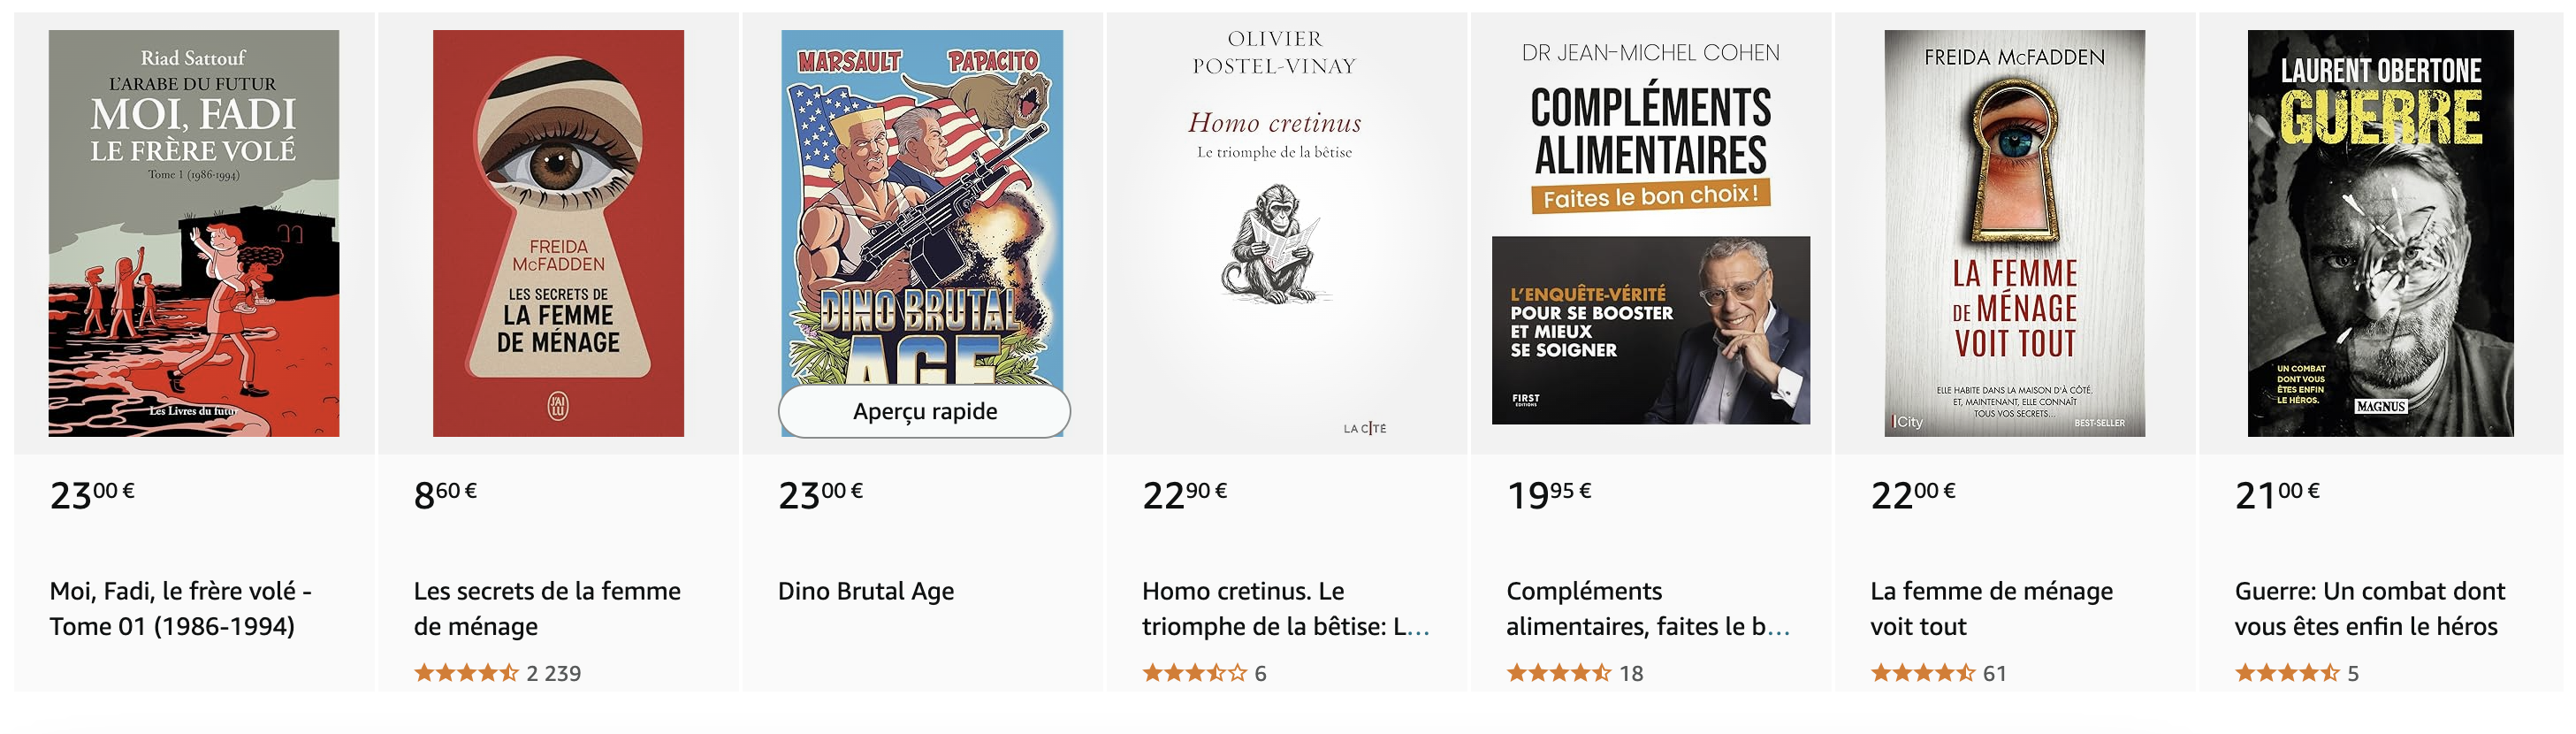 Riad Sattouf
L'ARABE DU FUTUR
MOI, FADI
LE FRÈRE VOLÉ
Tome 1 (1986-1994)
Les Livres du futur
23,00 €
Moi, Fadi, le frère volé -
Tome 01 (1986-1994)
FREIDA
McFADDEN
LES SECRETS DE
LA FEMME
DE MÉNAGE
J'AI
LU
8,60 €
Les secrets de la femme
de ménage
2 239
MARSAULT PAPACITO
DINO BRUTAL
AGE
Aperçu rapide
23,00 €
Dino Brutal Age
OLIVIER
POSTEL-VINAY
Homo cretinus
Le triomphe de la bêtise
LA CITÉ
22,90 €
Homo cretinus. Le
triomphe de la bêtise: L...
6
DR JEAN-MICHEL COHEN
COMPLÉMENTS
ALIMENTAIRES
Faites le bon choix !
L'ENQUÊTE-VÉRITÉ
POUR SE BOOSTER
ET MIEUX
SE SOIGNER
FIRST
ÉDITIONS
19,95 €
Compléments
alimentaires, faites le b...
18
FREIDA McFADDEN
LA FEMME
DE MÉNAGE
VOIT TOUT
ELLE HABITE DANS LA MAISON D'À CÔTÉ.
ET, MAINTENANT, ELLE CONNAÎT
TOUS VOS SECRETS...
City
BEST-SELLER
22,00 €
La femme de ménage
voit tout
61
LAURENT OBERTONE
GUERRE
UN COMBAT
DONT VOUS
ÊTES ENFIN
LE HÉROS.
MAGNUS
21,00 €
Guerre: Un combat dont
vous êtes enfin le héros
5